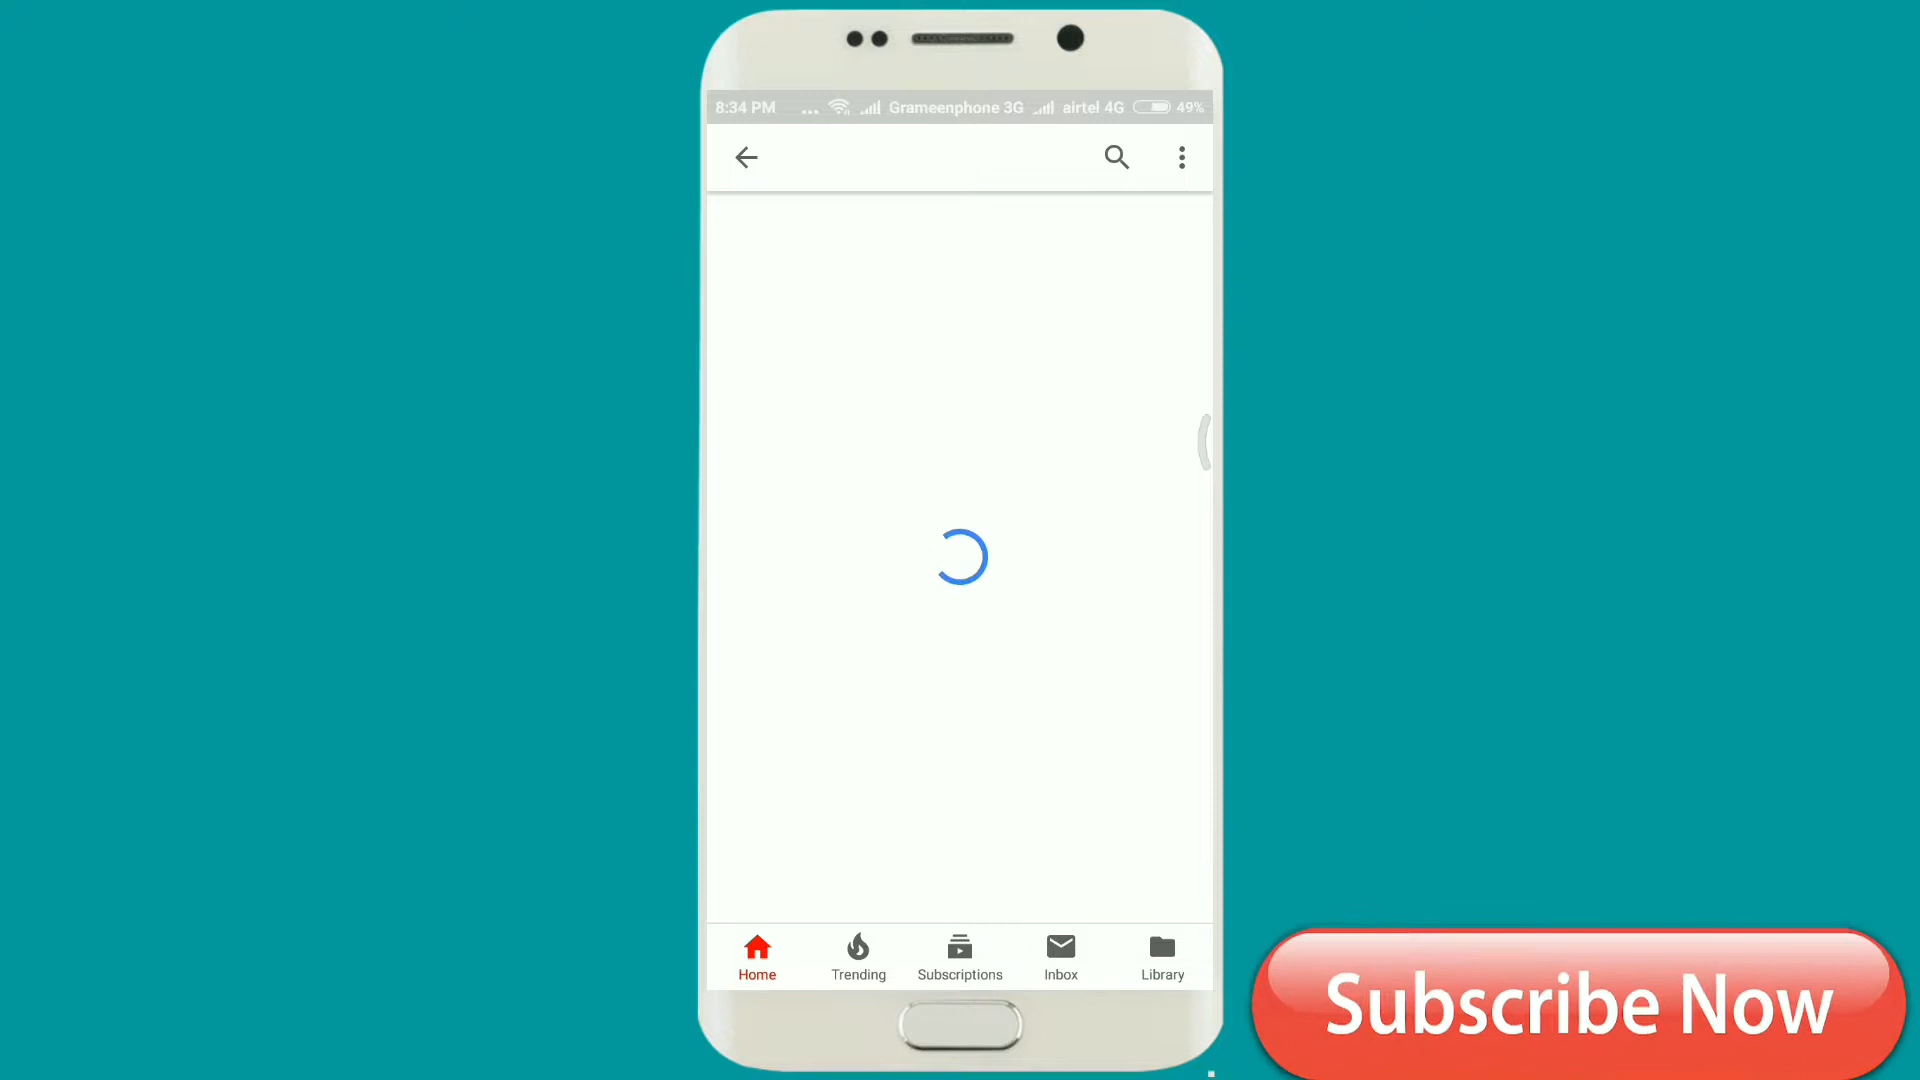 8:34 PM ... Grameenphone 3G airtel 4G 49%
Home Trending Subscriptions Inbox Library
Subscribe Now